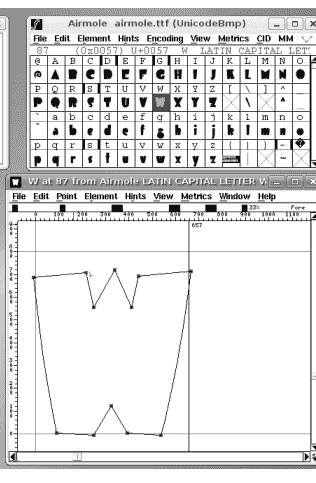 Airmole airmole.ttf (UnicodeBmp)
File Edit Element Hints Encoding View Metrics CID MM
87 (0x0057) U+0057 W LATIN CAPITAL LET
@ A B C D E F G H I J K L M N O
P Q R S T U V W X Y Z [ \ ] ^ _
` a b c d e f g h i j k l m n o
p q r s t u v w x y z { | } ~
W at 87 from Airmole LATIN CAPITAL LETTER W
File Edit Point Element Hints View Metrics Window Help
33% Fore
0 100 200 300 400 500 600 700 800 900 1000 1100
657